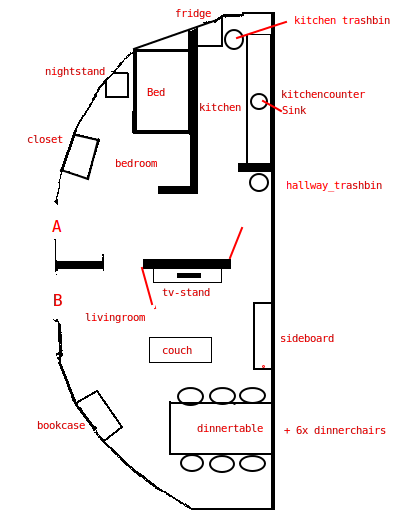 fridge
kitchen trashbin
nightstand
Bed
kitchencounter
kitchen
Sink
closet
bedroom
hallway_trashbin
A
B
tv-stand
livingroom
sideboard
couch
bookcase
dinnertable
+ 6x dinnerchairs